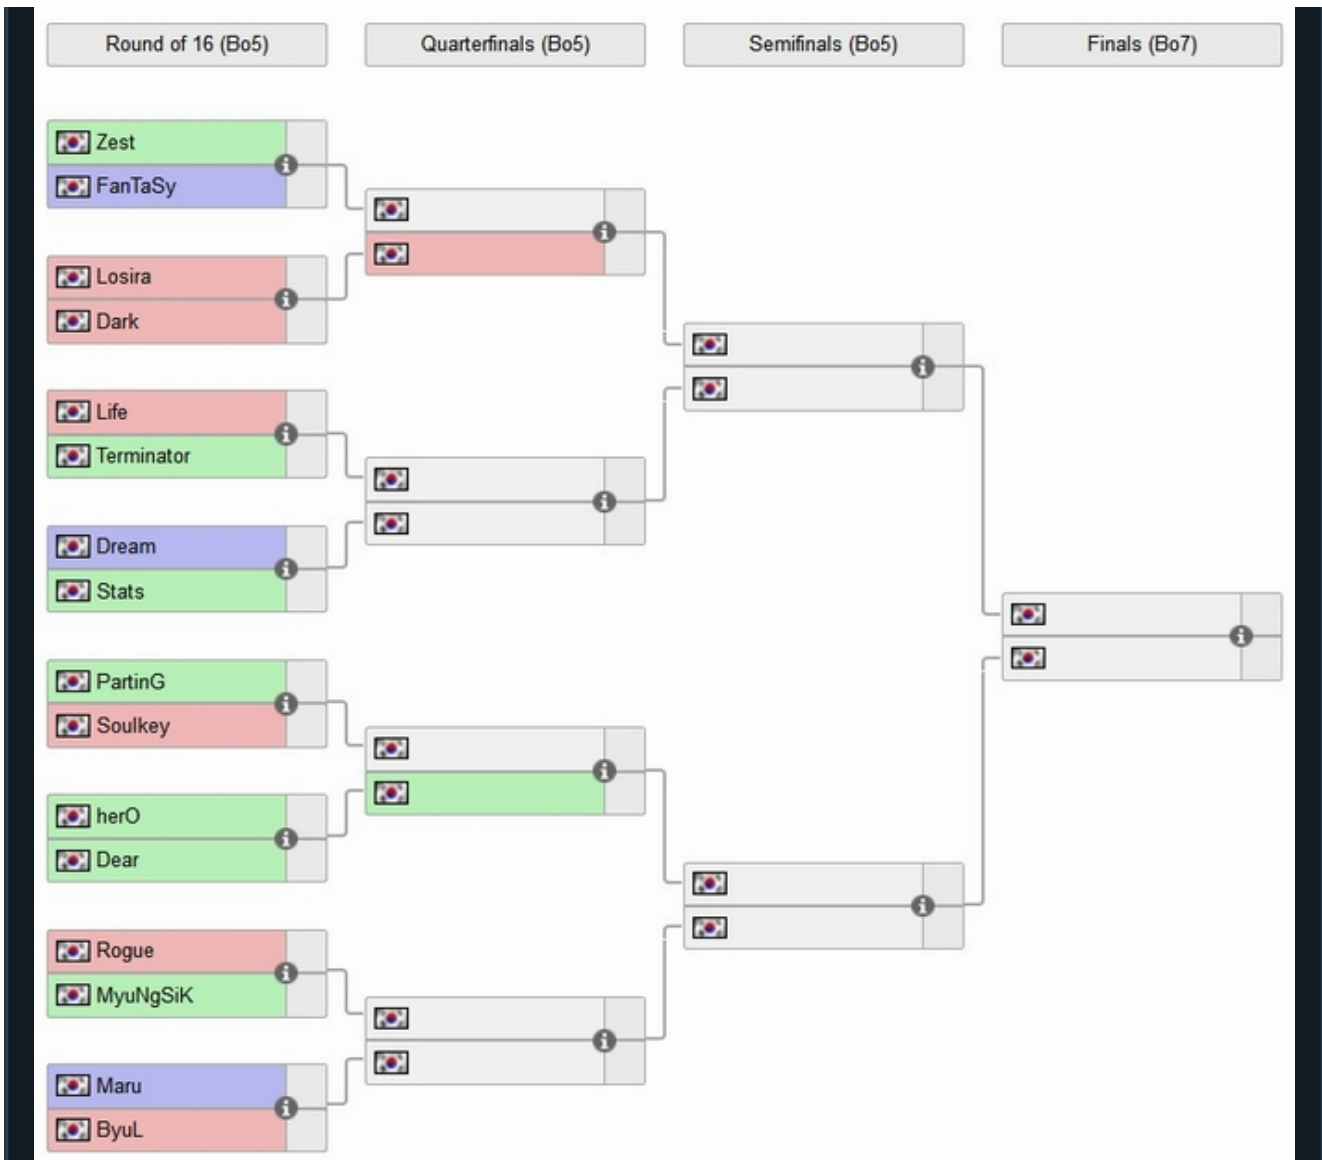 Round of 16 (Bo5)
Quarterfinals (Bo5)
Semifinals (Bo5)
Finals (Bo7)
Zest
FanTaSy
Losira
Dark
Life
Terminator
Dream
Stats
PartinG
Soulkey
herO
Dear
Rogue
MyuNgSiK
Maru
ByuL